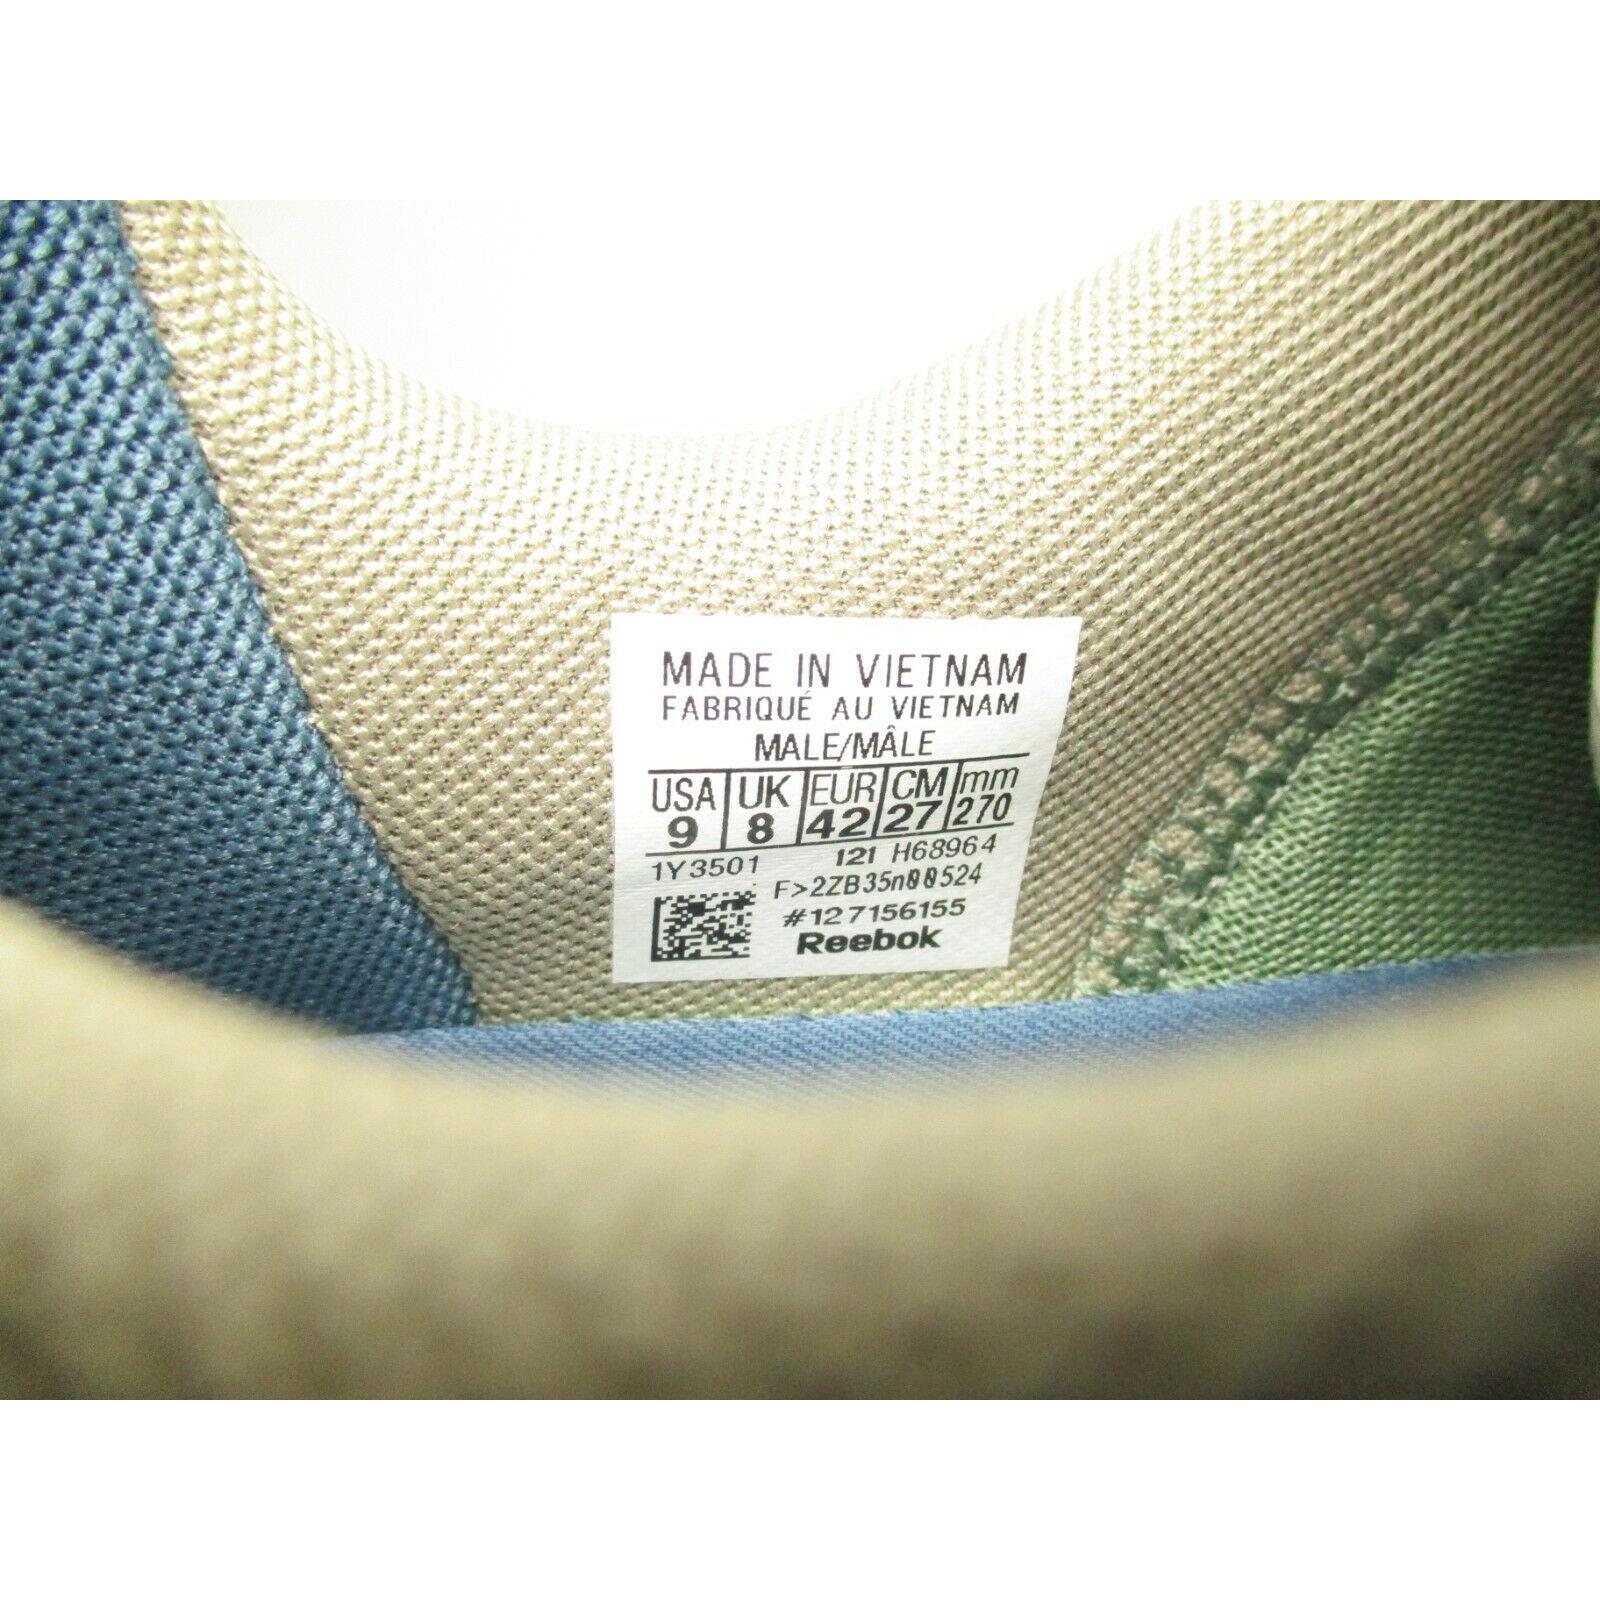 MADE IN VIETNAM
FABRIQUÉ AU VIETNAM
MALE/MÂLE
USA UK EUR CM mm
9 8 42 27 270
1Y3501 121 H68964
F>2ZB35n00524
#127156155
Reebok